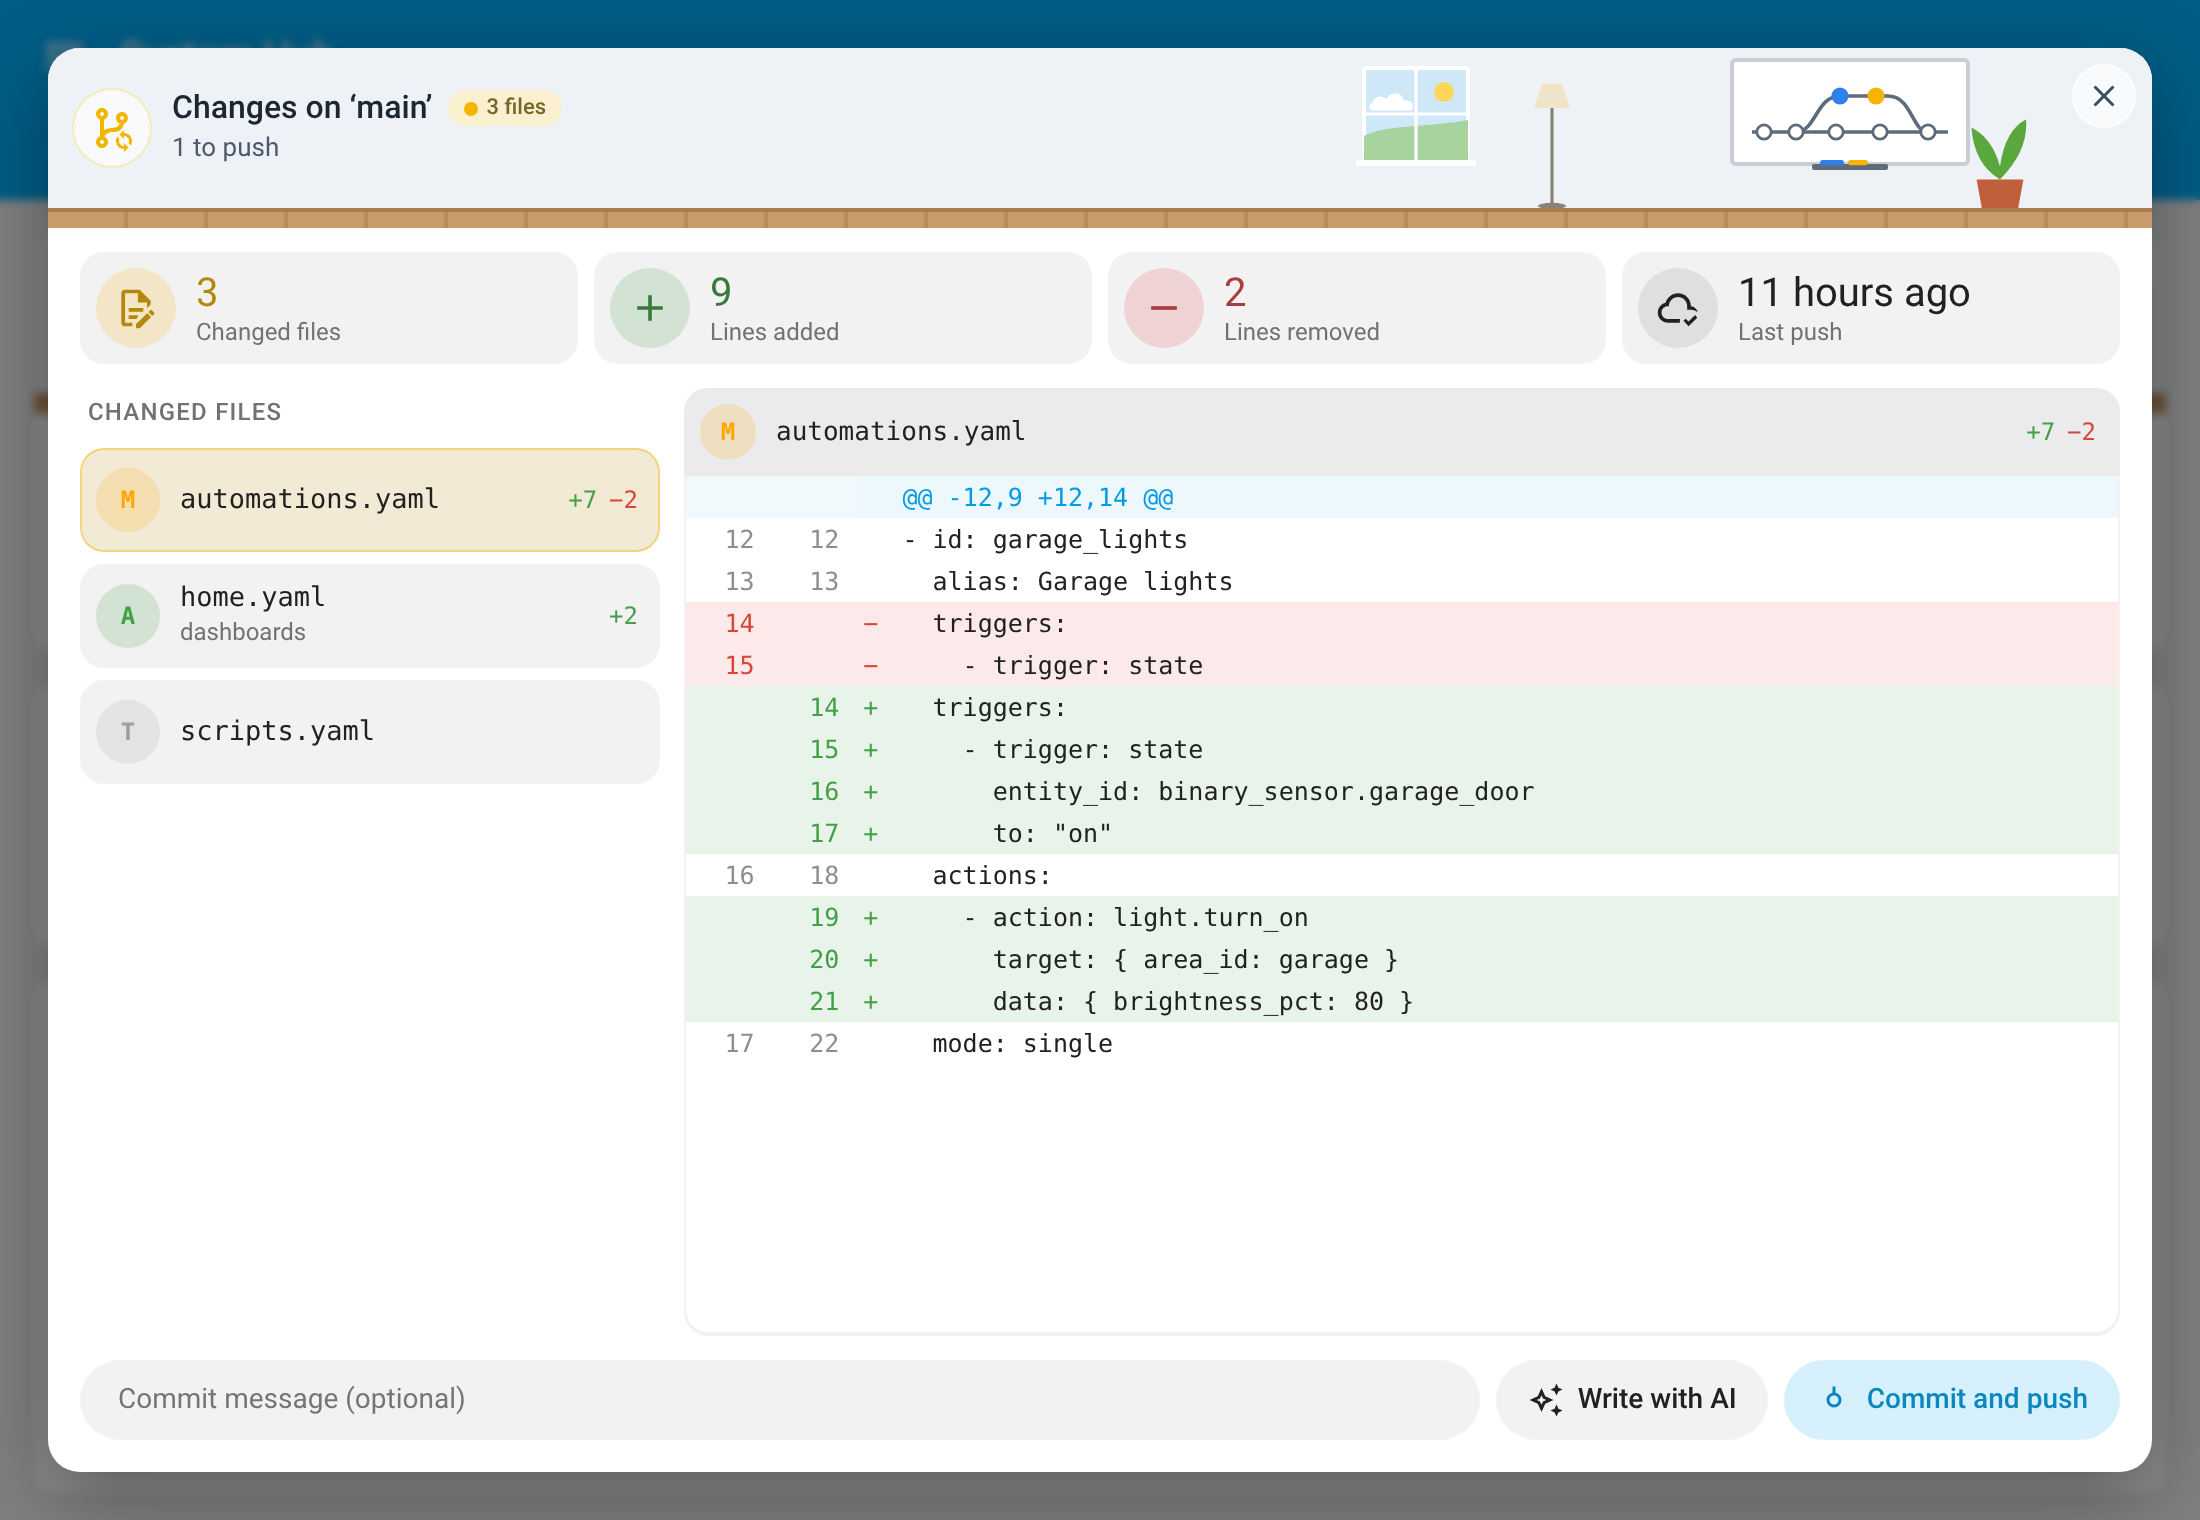 Changes on ‘main’
3 files
1 to push
3
Changed files
9
Lines added
2
Lines removed
11 hours ago
Last push
CHANGED FILES
M automations.yaml +7 −2
A home.yaml +2
dashboards
T scripts.yaml
M automations.yaml +7 −2
@@ -12,9 +12,14 @@
12 12 - id: garage_lights
13 13 alias: Garage lights
14 − triggers:
15 − - trigger: state
14 + triggers:
15 + - trigger: state
16 + entity_id: binary_sensor.garage_door
17 + to: "on"
16 18 actions:
19 + - action: light.turn_on
20 + target: { area_id: garage }
21 + data: { brightness_pct: 80 }
17 22 mode: single
Commit message (optional)
Write with AI
Commit and push